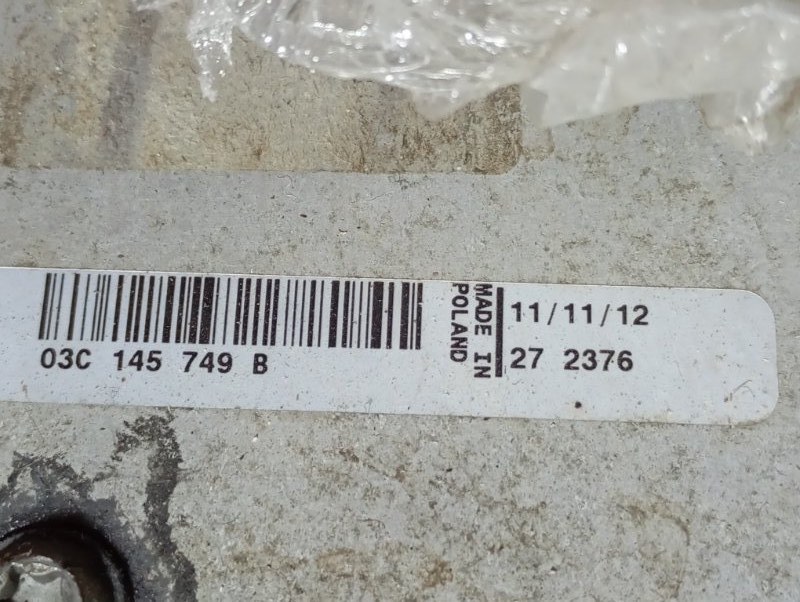 03C 145 749 B
MADE IN
POLAND
11/11/12
27 2376